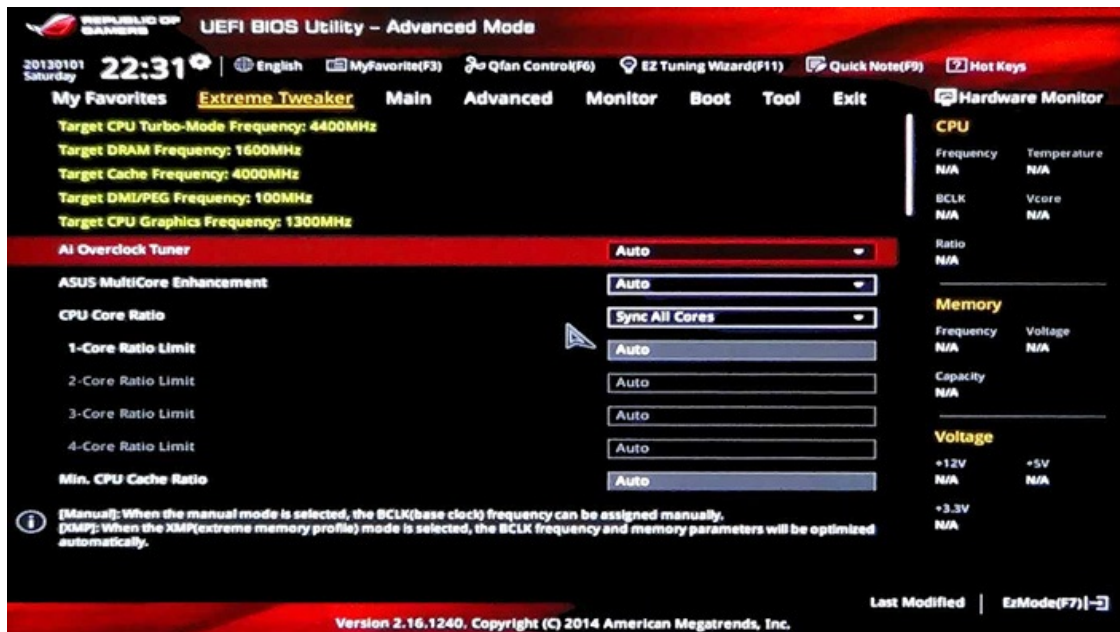 REPUBLIC OF GAMERS
UEFI BIOS Utility – Advanced Mode
20130101
Saturday
22:31
English
MyFavorite(F3)
Qfan Control(F6)
EZ Tuning Wizard(F11)
Quick Note(F9)
? Hot Keys
My Favorites
Extreme Tweaker
Main
Advanced
Monitor
Boot
Tool
Exit
Target CPU Turbo-Mode Frequency: 4400MHz
Target DRAM Frequency: 1600MHz
Target Cache Frequency: 4000MHz
Target DMI/PEG Frequency: 100MHz
Target CPU Graphics Frequency: 1300MHz
Ai Overclock Tuner Auto
ASUS MultiCore Enhancement Auto
CPU Core Ratio Sync All Cores
1-Core Ratio Limit Auto
2-Core Ratio Limit Auto
3-Core Ratio Limit Auto
4-Core Ratio Limit Auto
Min. CPU Cache Ratio Auto
[Manual]: When the manual mode is selected, the BCLK(base clock) frequency can be assigned manually.
[XMP]: When the XMP(extreme memory profile) mode is selected, the BCLK frequency and memory parameters will be optimized
automatically.
Hardware Monitor
CPU
Frequency Temperature
N/A N/A
BCLK Vcore
N/A N/A
Ratio
N/A
Memory
Frequency Voltage
N/A N/A
Capacity
N/A
Voltage
+12V +5V
N/A N/A
+3.3V
N/A
Last Modified
EzMode(F7)
Version 2.16.1240. Copyright (C) 2014 American Megatrends, Inc.